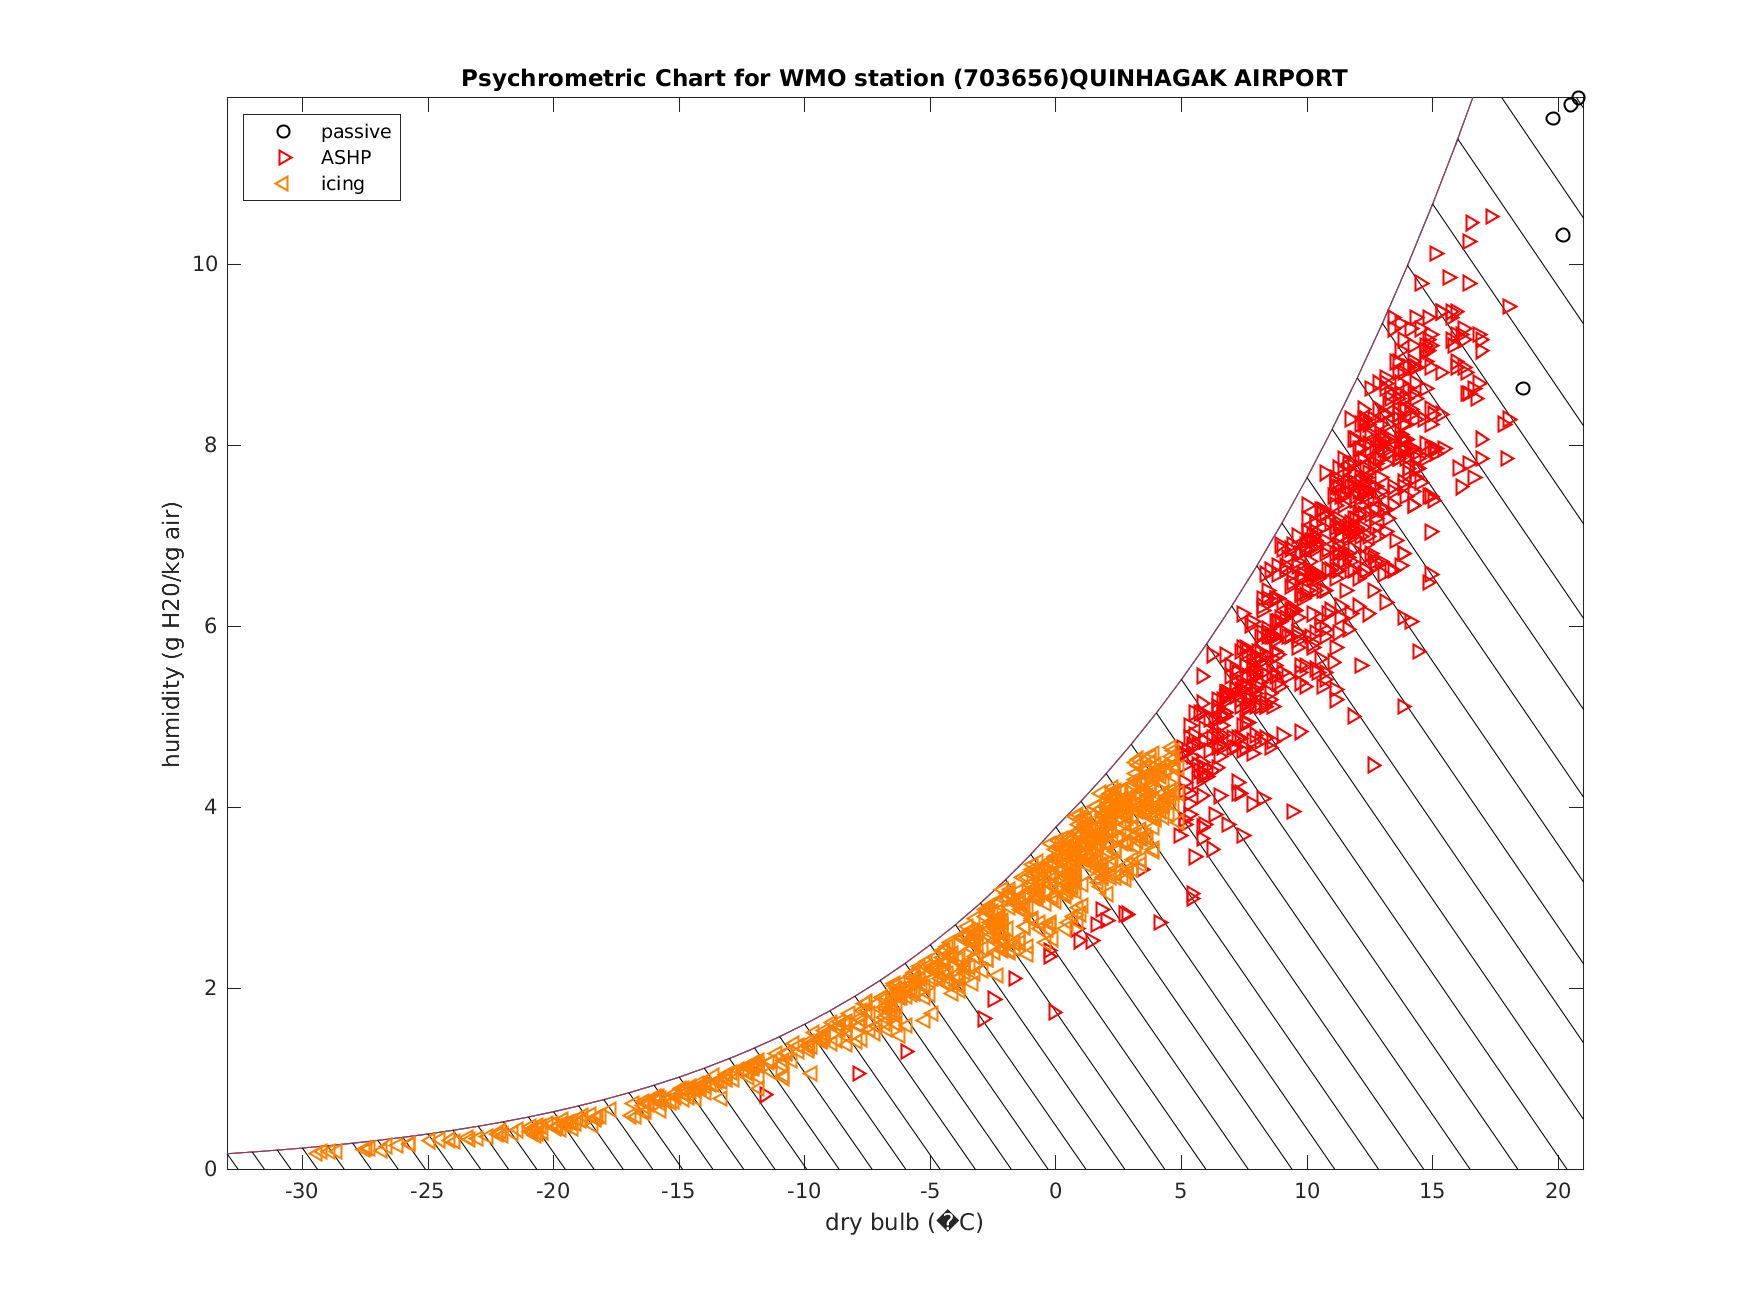 Psychrometric Chart for WMO station (703656)QUINHAGAK AIRPORT
passive
ASHP
icing
humidity (g H20/kg air)
10
8
6
4
2
0
-30 -25 -20 -15 -10 -5 0 5 10 15 20
dry bulb (�C)